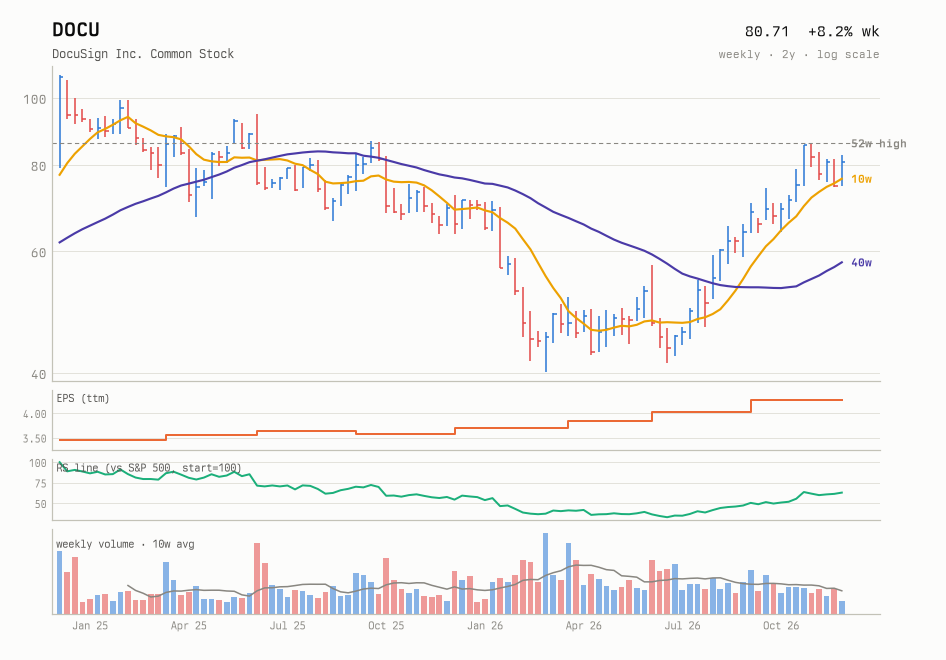 DOCU
80.71 +8.2% wk
DocuSign Inc. Common Stock
weekly · 2y · log scale
100
80
60
40
52w high
10w
40w
EPS (ttm)
4.00
3.50
RS line (vs S&P 500, start=100)
100
75
50
weekly volume · 10w avg
Jan 25 Apr 25 Jul 25 Oct 25 Jan 26 Apr 26 Jul 26 Oct 26